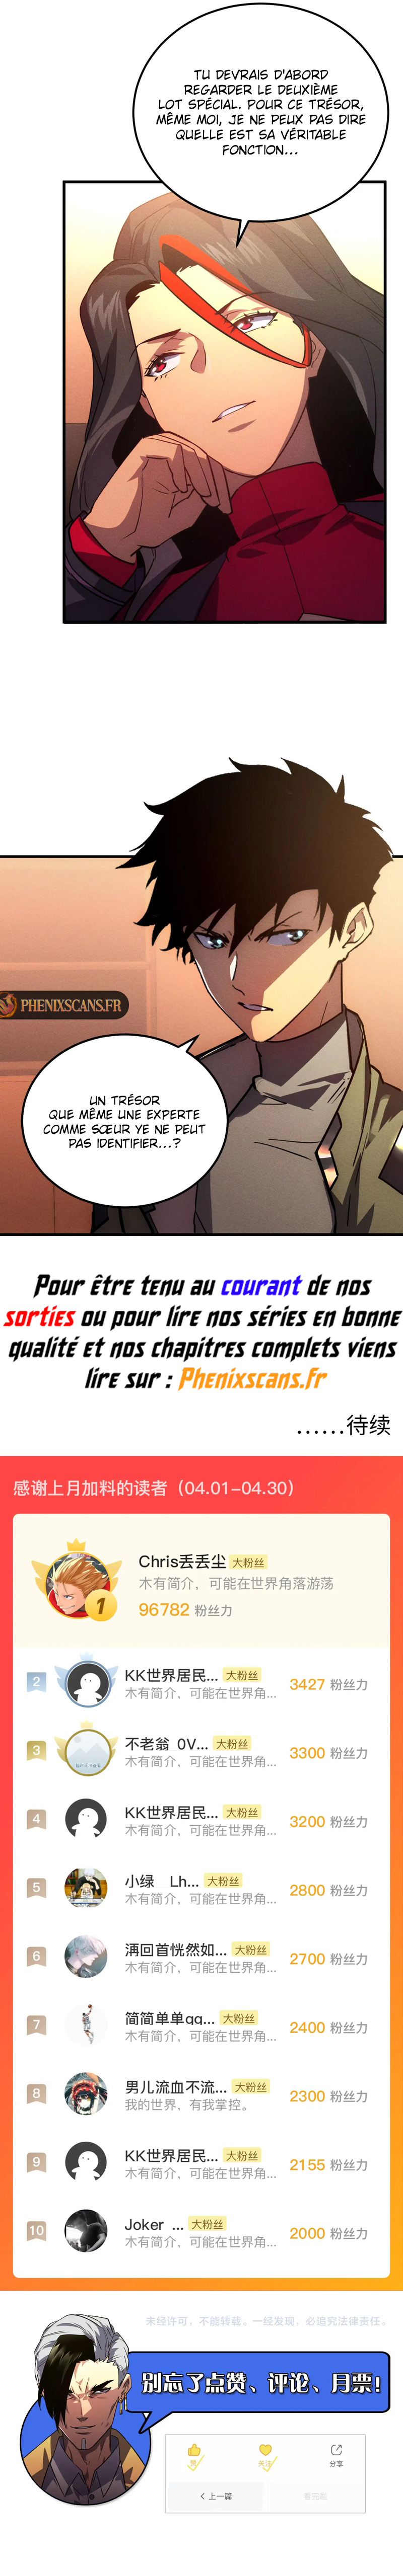 TU DEVRAIS D'ABORD
REGARDER LE DEUXIÈME
LOT SPÉCIAL. POUR CE TRÉSOR,
MÊME MOI, JE NE PEUX PAS DIRE
QUELLE EST SA VÉRITABLE
FONCTION...
PHENIXSCANS.FR
UN TRÉSOR
QUE MÊME UNE EXPERTE
COMME SŒUR YE NE PEUT
PAS IDENTIFIER...?
Pour être tenu au courant de nos
sorties ou pour lire nos séries en bonne
qualité et nos chapitres complets viens
lire sur : Phenixscans.fr
......待续
感谢上月加料的读者（04.01-04.30）
Chris丢丢尘 大粉丝
木有简介，可能在世界角落游荡
1
96782 粉丝力
2
KK世界居民... 大粉丝
3427 粉丝力
木有简介，可能在世界角...
3
不老翁 0V... 大粉丝
3300 粉丝力
木有简介，可能在世界角...
4
KK世界居民... 大粉丝
3200 粉丝力
木有简介，可能在世界角...
5
小绿 Lh... 大粉丝
2800 粉丝力
木有简介，可能在世界角...
6
回首恍然如... 大粉丝
2700 粉丝力
木有简介，可能在世界角...
7
简简单单qq... 大粉丝
2400 粉丝力
木有简介，可能在世界角...
8
男儿流血不流... 大粉丝
2300 粉丝力
我的世界，有我掌控。
9
KK世界居民... 大粉丝
2155 粉丝力
木有简介，可能在世界角...
10
Joker ... 大粉丝
2000 粉丝力
木有简介，可能在世界角...
未经许可，不能转载。一经发现，必追究法律责任。
别忘了点赞、评论、月票!
分享
上一篇